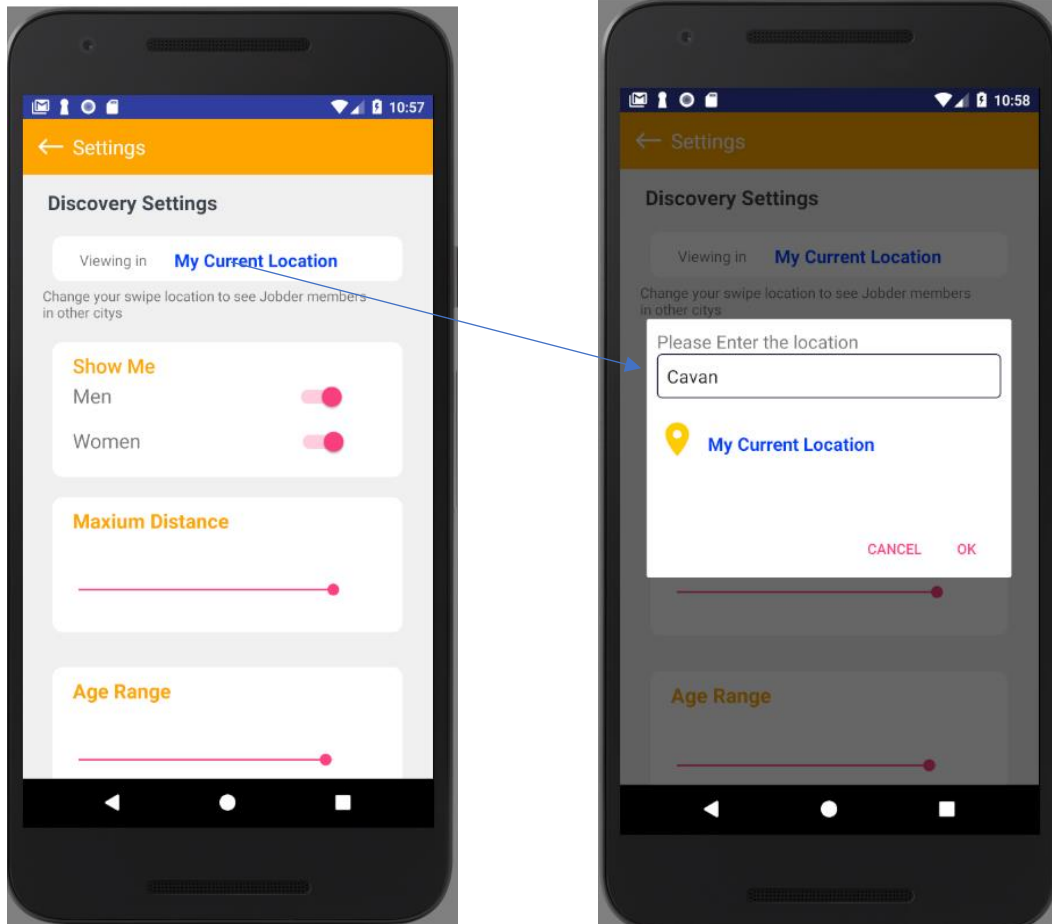 10:57
Settings
Discovery Settings
Viewing in My Current Location
Change your swipe location to see Jobder members
in other citys
Show Me
Men
Women
Maxium Distance
Age Range
10:58
Settings
Discovery Settings
Viewing in My Current Location
Change your swipe location to see Jobder members
in other citys
Please Enter the location
Cavan
My Current Location
CANCEL OK
Age Range